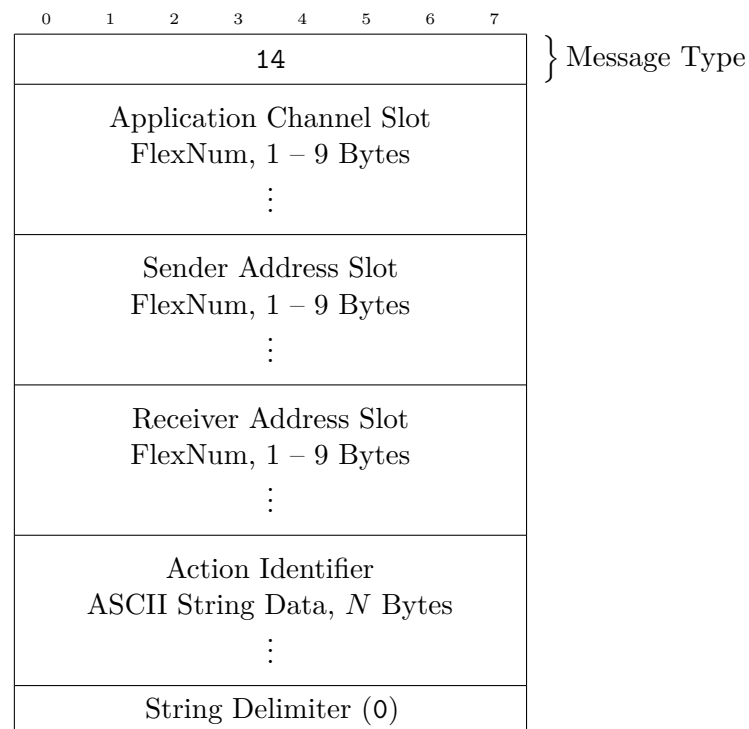 0 1 2 3 4 5 6 7
14
Message Type
Application Channel Slot
FlexNum, 1 – 9 Bytes
Sender Address Slot
FlexNum, 1 – 9 Bytes
Receiver Address Slot
FlexNum, 1 – 9 Bytes
Action Identifier
ASCII String Data, N Bytes
String Delimiter (0)